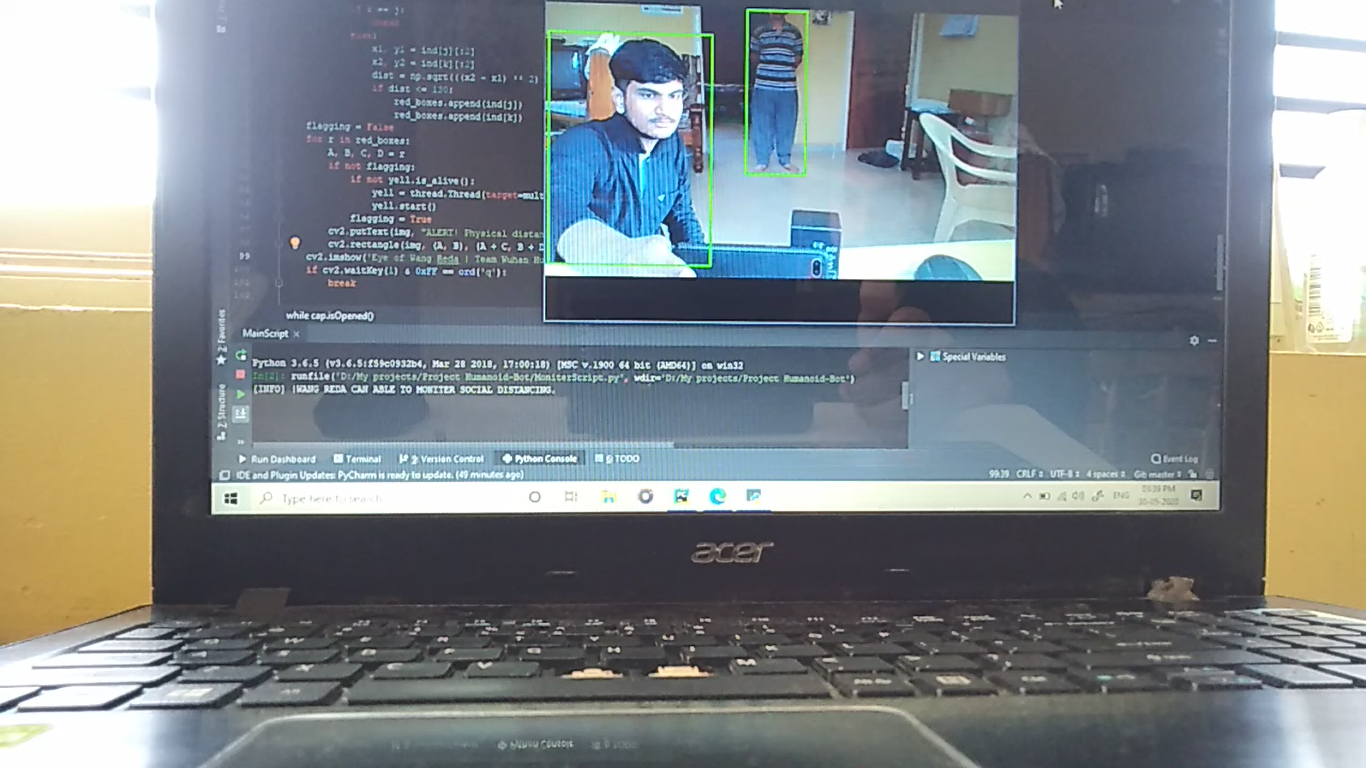 if k == j:
x1, y1 = ind[j][:2]
x2, y2 = ind[k][:2]
dist = np.sqrt(((x2 - x1) ** 2)
if dist <= 130:
red_boxes.append(ind[j])
red_boxes.append(ind[k])
flagging = False
for r in red_boxes:
A, B, C, D = r
if not flagging:
if not yell.is_alive():
yell = thread.Thread(target=mult
yell.start()
flagging = True
cv2.putText(img, "ALERT! Physical distan
cv2.rectangle(img, (A, B), (A + C, B + D
99
cv2.imshow('Eye of Wang Reda | Team Wuhan Hu
if cv2.waitKey(1) & 0xFF == ord('q'):
break
while cap.isOpened()
2: Favorites
2: Structure
MainScript ×
Python 3.6.5 (v3.6.5:f59c0932b4, Mar 28 2018, 17:00:18) [MSC v.1900 64 bit (AMD64)] on win32
In[2]: runfile('D:/My projects/Project Humanoid-Bot/MoniterScript.py', wdir='D:/My projects/Project Humanoid-Bot')
[INFO] |WANG REDA CAN ABLE TO MONITER SOCIAL DISTANCING.
Special Variables
Run Dashboard Terminal 9: Version Control Python Console 6: TODO Event Log
IDE and Plugin Updates: PyCharm is ready to update. (49 minutes ago) 99:39 CRLF UTF-8 4 spaces Git: master
Type here to search ENG 05:09 PM
30-05-2020
acer